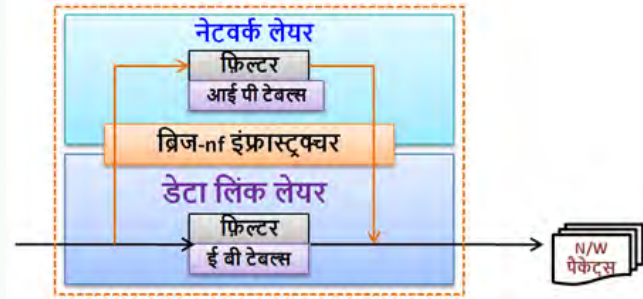 नेटवर्क लेयर
फ़िल्टर
आई पी टेबल्स
ब्रिज-nf इंफ्रास्ट्रक्चर
डेटा लिंक लेयर
फ़िल्टर
ई बी टेबल्स
N/W
पैकेट्स